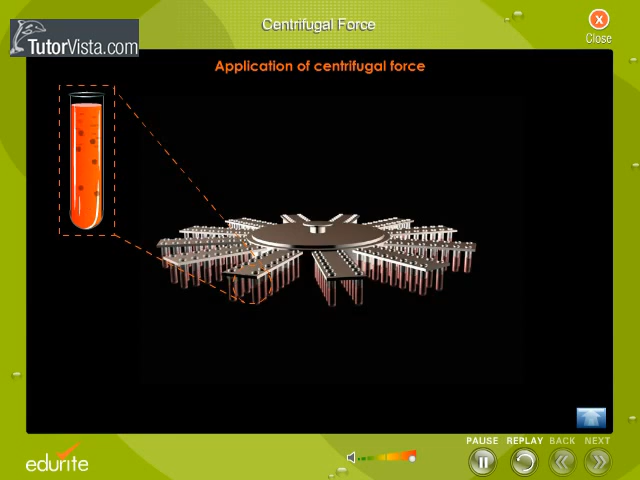 Centrifugal Force
x
Close
TutorVista.com
Application of centrifugal force
PAUSE REPLAY BACK NEXT
edurite